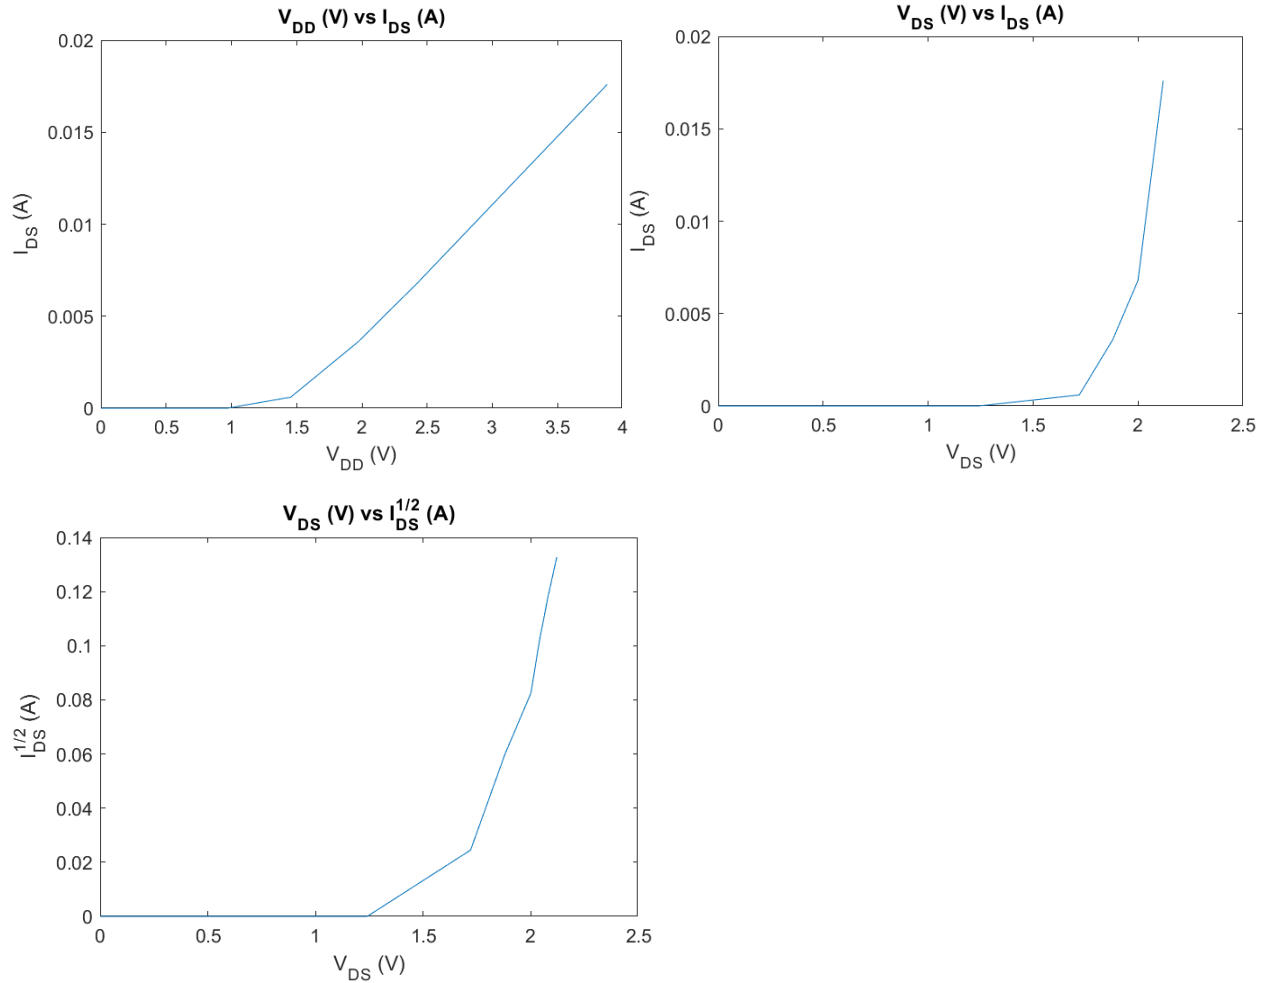 V_DD (V) vs I_DS (A)
0.02
0.015
0.01
0.005
0
I_DS (A)
0 0.5 1 1.5 2 2.5 3 3.5 4
V_DD (V)
V_DS (V) vs I_DS (A)
0.02
0.015
0.01
0.005
0
I_DS (A)
0 0.5 1 1.5 2 2.5
V_DS (V)
V_DS (V) vs I_DS^1/2 (A)
0.14
0.12
0.1
0.08
0.06
0.04
0.02
0
I_DS^1/2 (A)
0 0.5 1 1.5 2 2.5
V_DS (V)